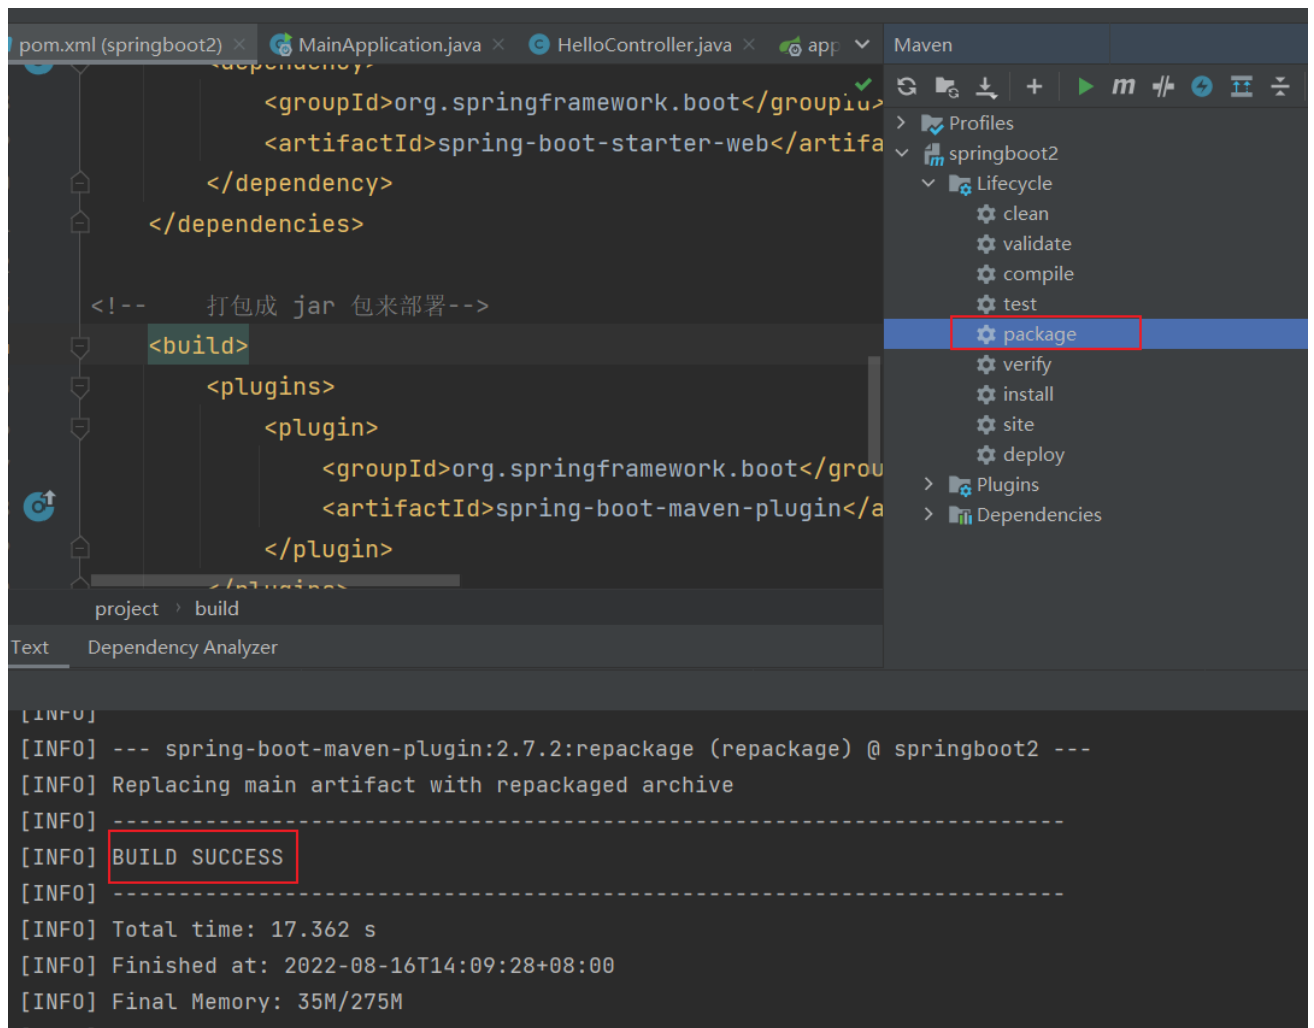 pom.xml (springboot2)
MainApplication.java
HelloController.java
app
Maven
<dependency>
<groupId>org.springframework.boot</groupId>
<artifactId>spring-boot-starter-web</artifa
</dependency>
</dependencies>
<!-- 打包成 jar 包来部署-->
<build>
<plugins>
<plugin>
<groupId>org.springframework.boot</grou
<artifactId>spring-boot-maven-plugin</a
</plugin>
</plugins>
project › build
Profiles
springboot2
Lifecycle
clean
validate
compile
test
package
verify
install
site
deploy
Plugins
Dependencies
Text
Dependency Analyzer
[INFO]
[INFO] --- spring-boot-maven-plugin:2.7.2:repackage (repackage) @ springboot2 ---
[INFO] Replacing main artifact with repackaged archive
[INFO] ------------------------------------------------------------------------
[INFO] BUILD SUCCESS
[INFO] ------------------------------------------------------------------------
[INFO] Total time: 17.362 s
[INFO] Finished at: 2022-08-16T14:09:28+08:00
[INFO] Final Memory: 35M/275M